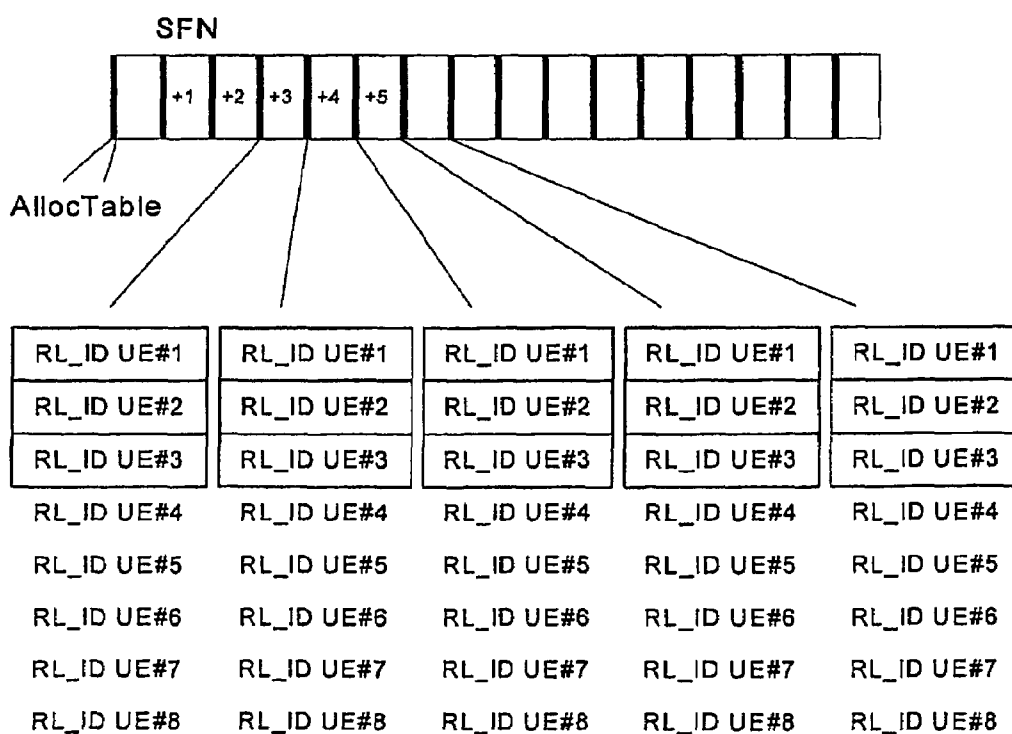 SFN
+1 +2 +3 +4 +5
AllocTable
RL_ID UE#1 RL_ID UE#1 RL_ID UE#1 RL_ID UE#1 RL_ID UE#1
RL_ID UE#2 RL_ID UE#2 RL_ID UE#2 RL_ID UE#2 RL_ID UE#2
RL_ID UE#3 RL_ID UE#3 RL_ID UE#3 RL_ID UE#3 RL_ID UE#3
RL_ID UE#4 RL_ID UE#4 RL_ID UE#4 RL_ID UE#4 RL_ID UE#4
RL_ID UE#5 RL_ID UE#5 RL_ID UE#5 RL_ID UE#5 RL_ID UE#5
RL_ID UE#6 RL_ID UE#6 RL_ID UE#6 RL_ID UE#6 RL_ID UE#6
RL_ID UE#7 RL_ID UE#7 RL_ID UE#7 RL_ID UE#7 RL_ID UE#7
RL_ID UE#8 RL_ID UE#8 RL_ID UE#8 RL_ID UE#8 RL_ID UE#8